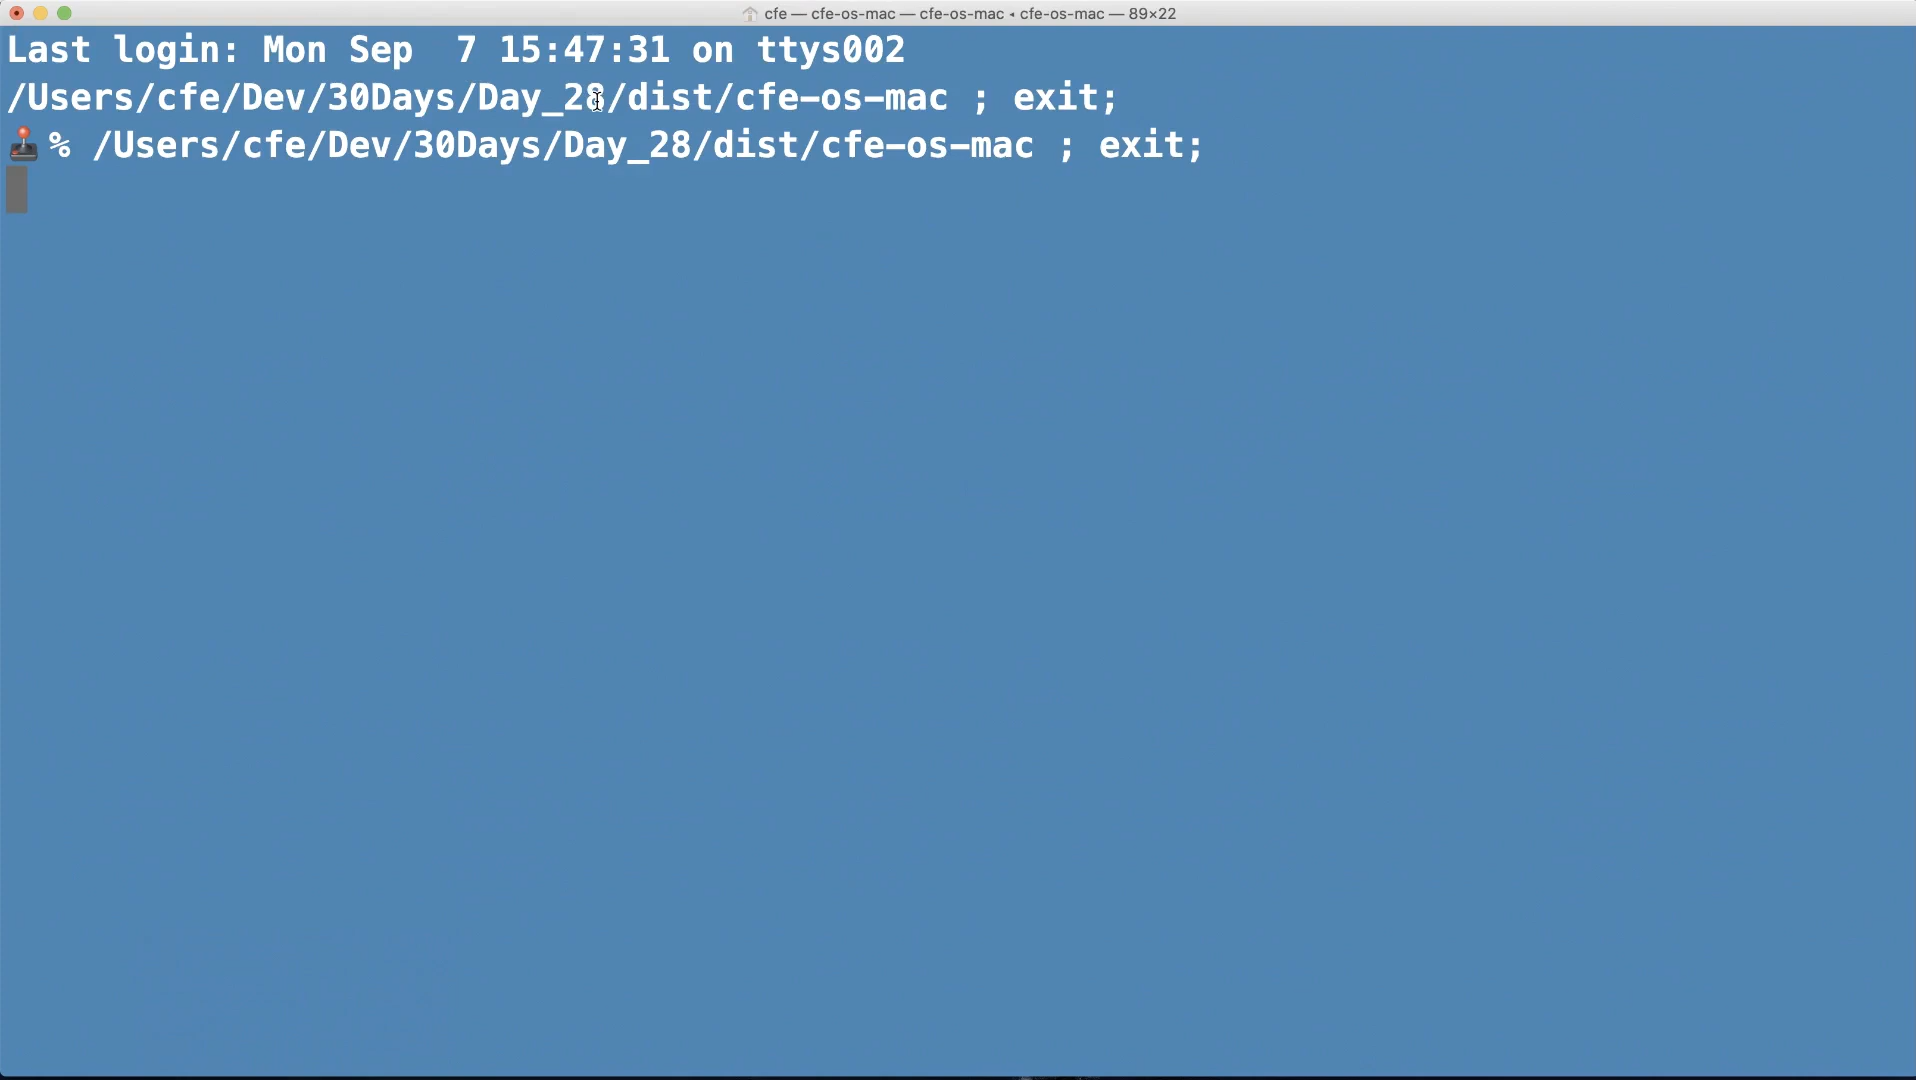 cfe — cfe-os-mac — cfe-os-mac ◂ cfe-os-mac — 89×22
Last login: Mon Sep  7 15:47:31 on ttys002
/Users/cfe/Dev/30Days/Day_28/dist/cfe-os-mac ; exit;
🕹️% /Users/cfe/Dev/30Days/Day_28/dist/cfe-os-mac ; exit;